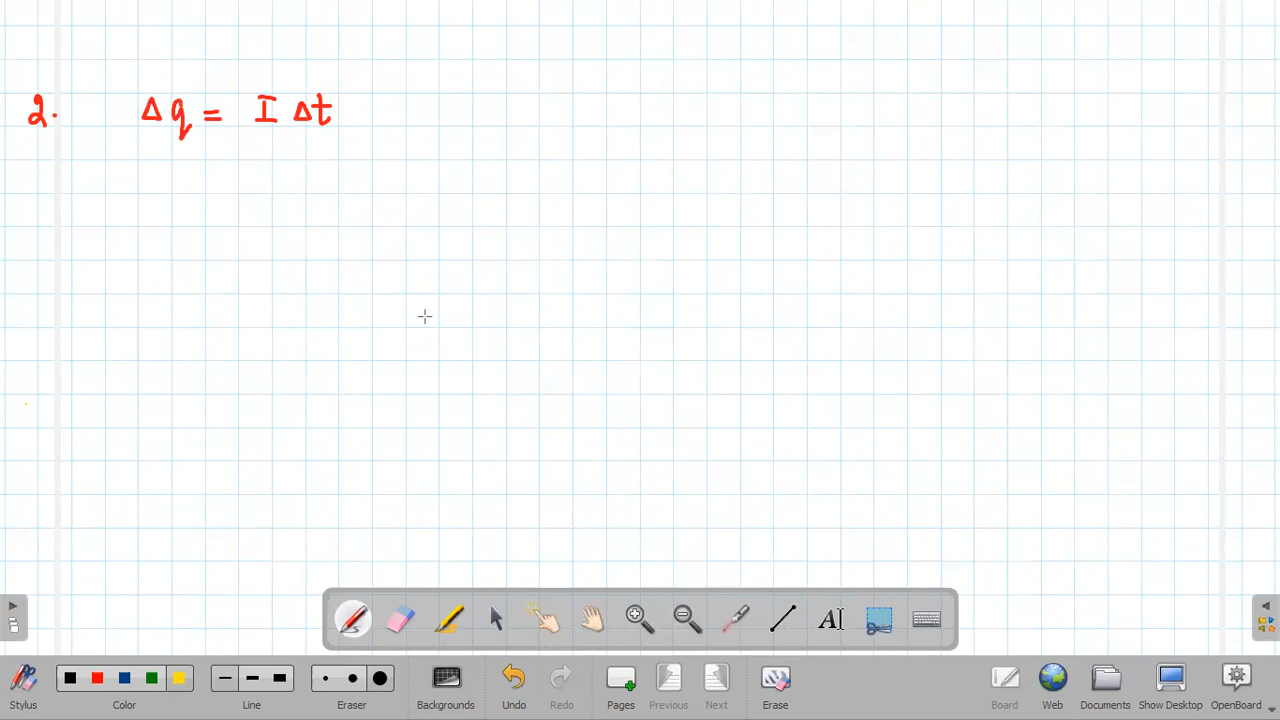 2. Δq = I Δt
Stylus Color Line Eraser Backgrounds Undo Redo Pages Previous Next Erase Board Web Documents Show Desktop OpenBoard